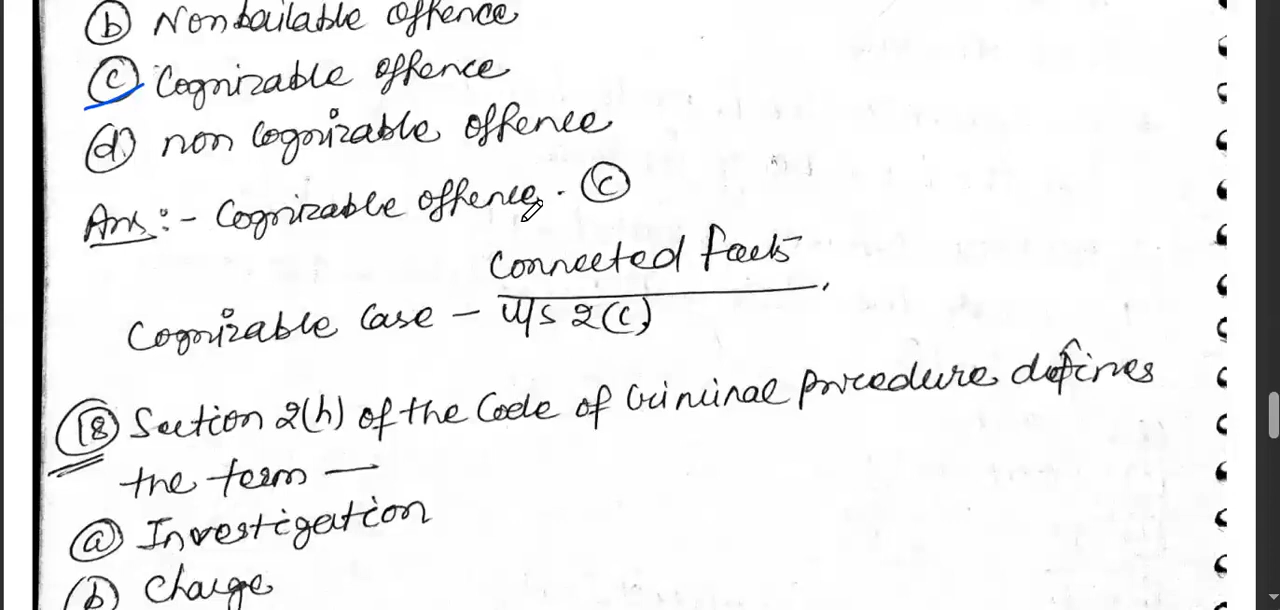 (b) Nonbailable offence
(c) Cognizable offence
(d) non cognizable offence
Ans:- Cognizable offence. (c)
Connected facts
Cognizable Case - u/s 2(c)
(18) Section 2(h) of the Code of Criminal Procedure defines
the term —
(a) Investigation
(b) Charge